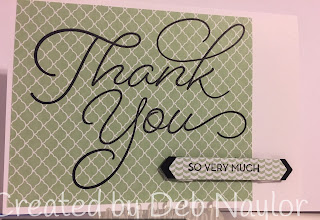 Thank
You
SO VERY MUCH
Created by Deb Naylor